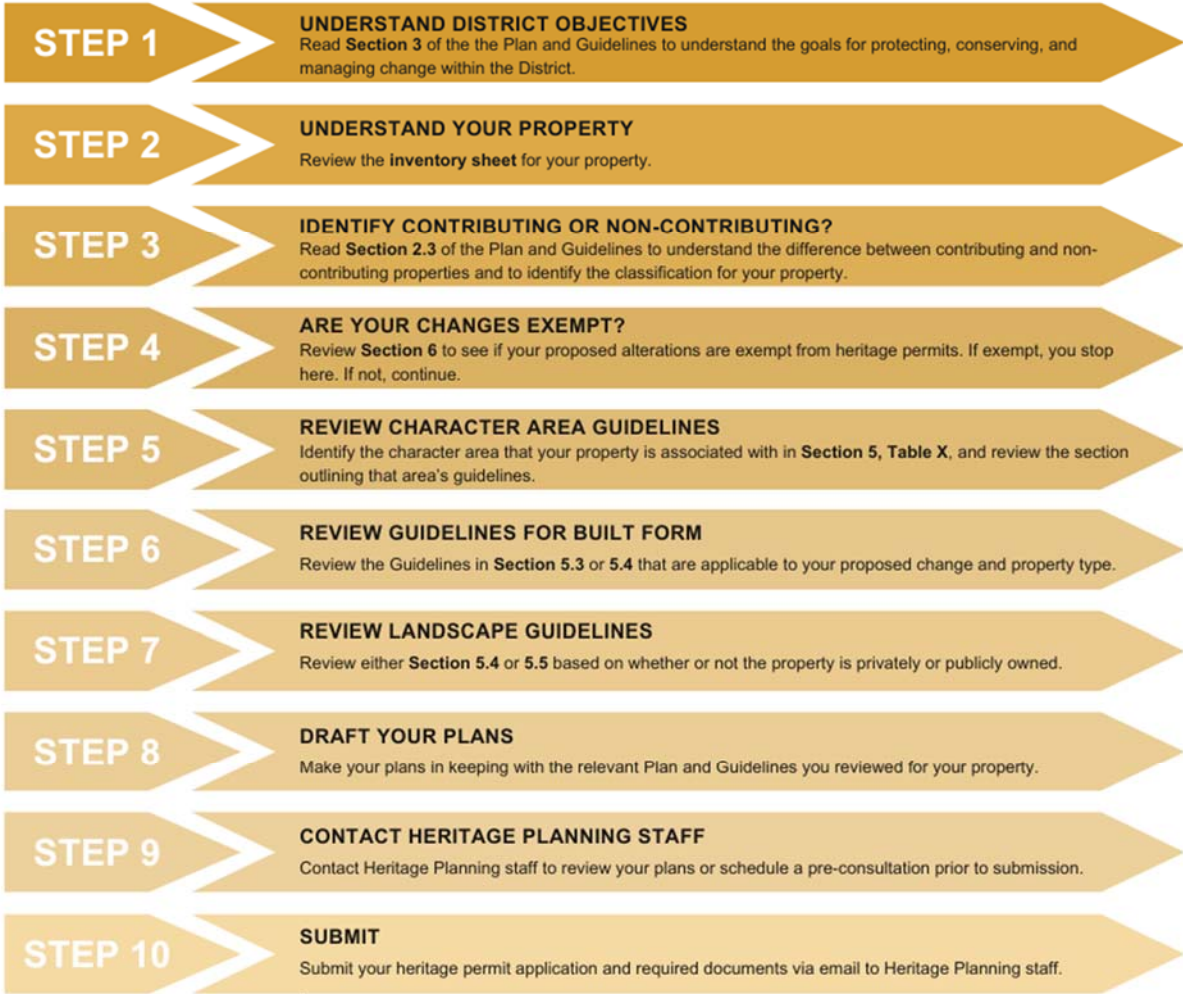 STEP 1
UNDERSTAND DISTRICT OBJECTIVES
Read Section 3 of the the Plan and Guidelines to understand the goals for protecting, conserving, and
managing change within the District.
STEP 2
UNDERSTAND YOUR PROPERTY
Review the inventory sheet for your property.
STEP 3
IDENTIFY CONTRIBUTING OR NON-CONTRIBUTING?
Read Section 2.3 of the Plan and Guidelines to understand the difference between contributing and non-
contributing properties and to identify the classification for your property.
STEP 4
ARE YOUR CHANGES EXEMPT?
Review Section 6 to see if your proposed alterations are exempt from heritage permits. If exempt, you stop
here. If not, continue.
STEP 5
REVIEW CHARACTER AREA GUIDELINES
Identify the character area that your property is associated with in Section 5, Table X, and review the section
outlining that area's guidelines.
STEP 6
REVIEW GUIDELINES FOR BUILT FORM
Review the Guidelines in Section 5.3 or 5.4 that are applicable to your proposed change and property type.
STEP 7
REVIEW LANDSCAPE GUIDELINES
Review either Section 5.4 or 5.5 based on whether or not the property is privately or publicly owned.
STEP 8
DRAFT YOUR PLANS
Make your plans in keeping with the relevant Plan and Guidelines you reviewed for your property.
STEP 9
CONTACT HERITAGE PLANNING STAFF
Contact Heritage Planning staff to review your plans or schedule a pre-consultation prior to submission.
STEP 10
SUBMIT
Submit your heritage permit application and required documents via email to Heritage Planning staff.